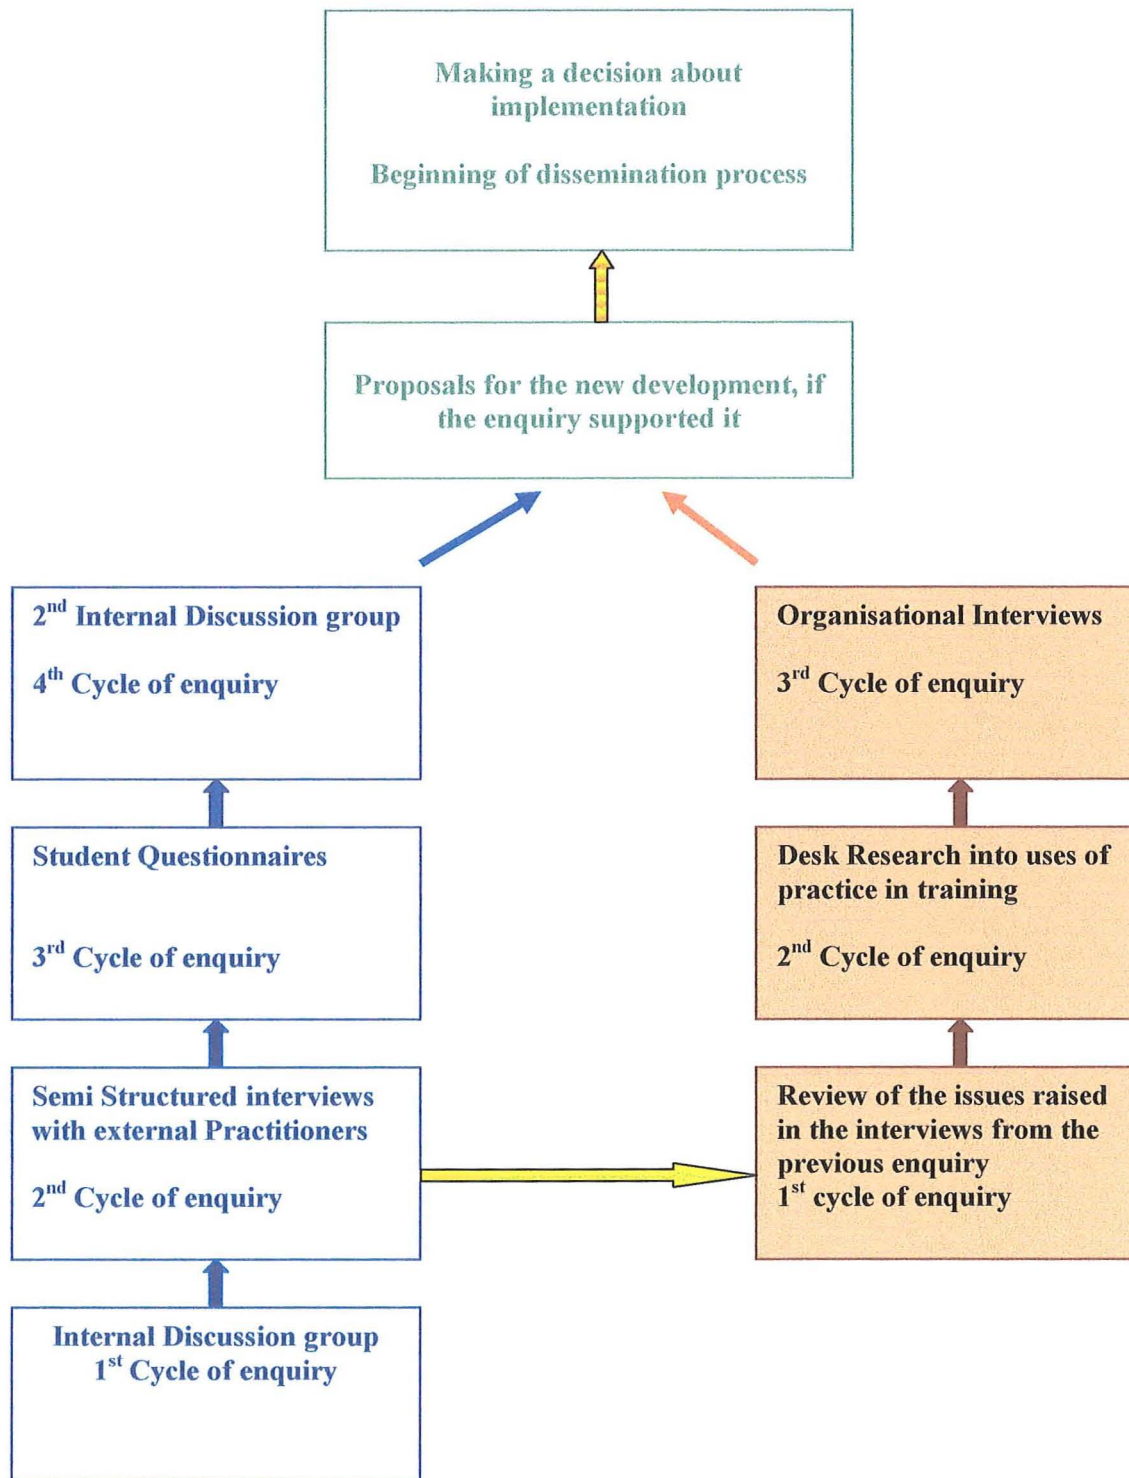 Making a decision about
implementation
Beginning of dissemination process
Proposals for the new development, if
the enquiry supported it
2nd Internal Discussion group
4th Cycle of enquiry
Organisational Interviews
3rd Cycle of enquiry
Student Questionnaires
3rd Cycle of enquiry
Desk Research into uses of
practice in training
2nd Cycle of enquiry
Semi Structured interviews
with external Practitioners
2nd Cycle of enquiry
Review of the issues raised
in the interviews from the
previous enquiry
1st cycle of enquiry
Internal Discussion group
1st Cycle of enquiry